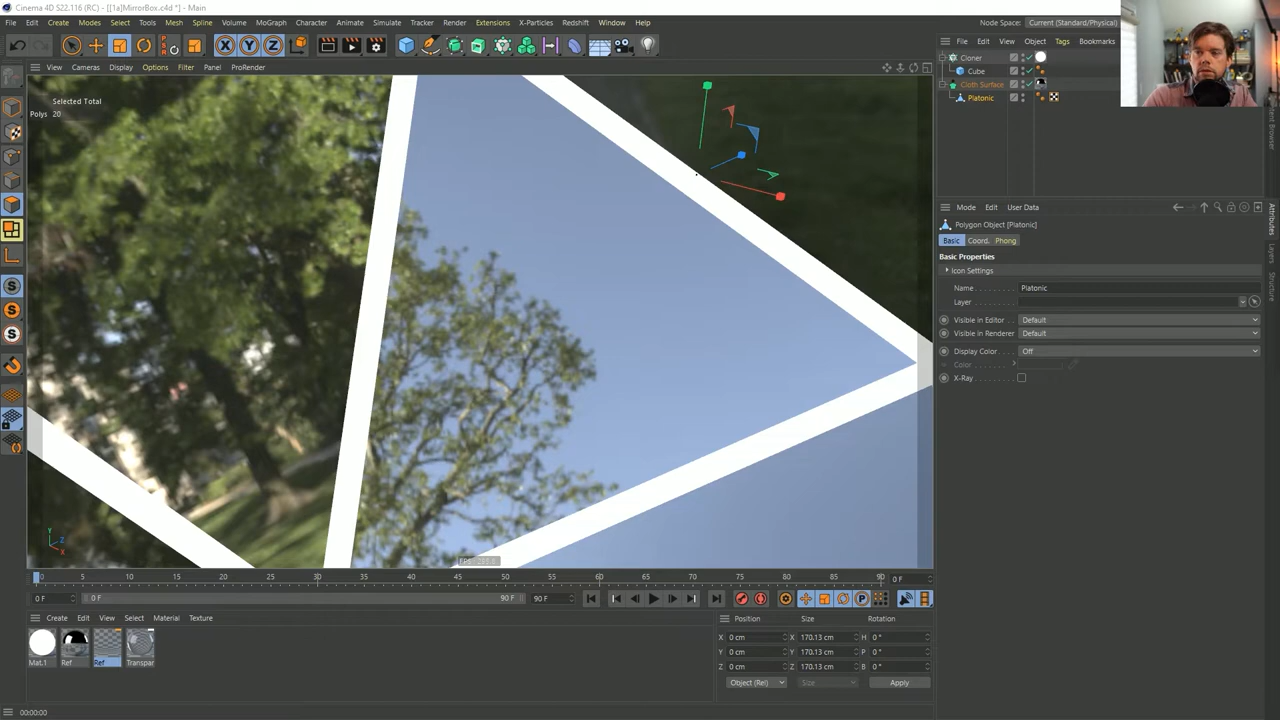 Cinema 4D S22.116 (RC) - [[1a]MirrorBox.c4d *] - Main
Node Space: Current (Standard/Physical)
File Edit Create Modes Select Tools Mesh Spline Volume MoGraph Character Animate Simulate Tracker Render Extensions X-Particles Redshift Window Help
X Y Z
File Edit View Object Tags Bookmarks
View Cameras Display Options Filter Panel ProRender
Cloner
Cube
Cloth Surface
Platonic
Selected Total
Polys 20
Mode Edit User Data
Polygon Object [Platonic]
Basic Coord. Phong
Basic Properties
Icon Settings
Name Platonic
Layer
Visible in Editor Default
Visible in Renderer Default
Display Color Off
Color
X-Ray
Attributes
Layers
Structure
S
S
S
Y
Z
X
0 5 10 15 20 25 30 35 40 45 50 55 60 65 70 75 80 85 90 0 F
0 F 0 F 90 F 90 F
P
Create Edit View Select Material Texture
Mat.1 Ref Ref Transpar
Position Size Rotation
X 0 cm X 170.13 cm H 0 °
Y 0 cm Y 170.13 cm P 0 °
Z 0 cm Z 170.13 cm B 0 °
Object (Rel) Size Apply
00:00:00